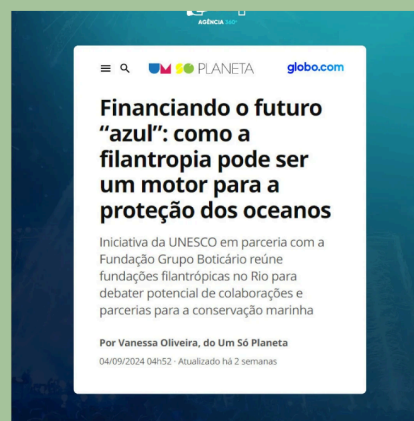 AGÊNCIA 360º
UM SÓ PLANETA globo.com
Financiando o futuro
“azul”: como a
filantropia pode ser
um motor para a
proteção dos oceanos
Iniciativa da UNESCO em parceria com a
Fundação Grupo Boticário reúne
fundações filantrópicas no Rio para
debater potencial de colaborações e
parcerias para a conservação marinha
Por Vanessa Oliveira, do Um Só Planeta
04/09/2024 04h52 · Atualizado há 2 semanas